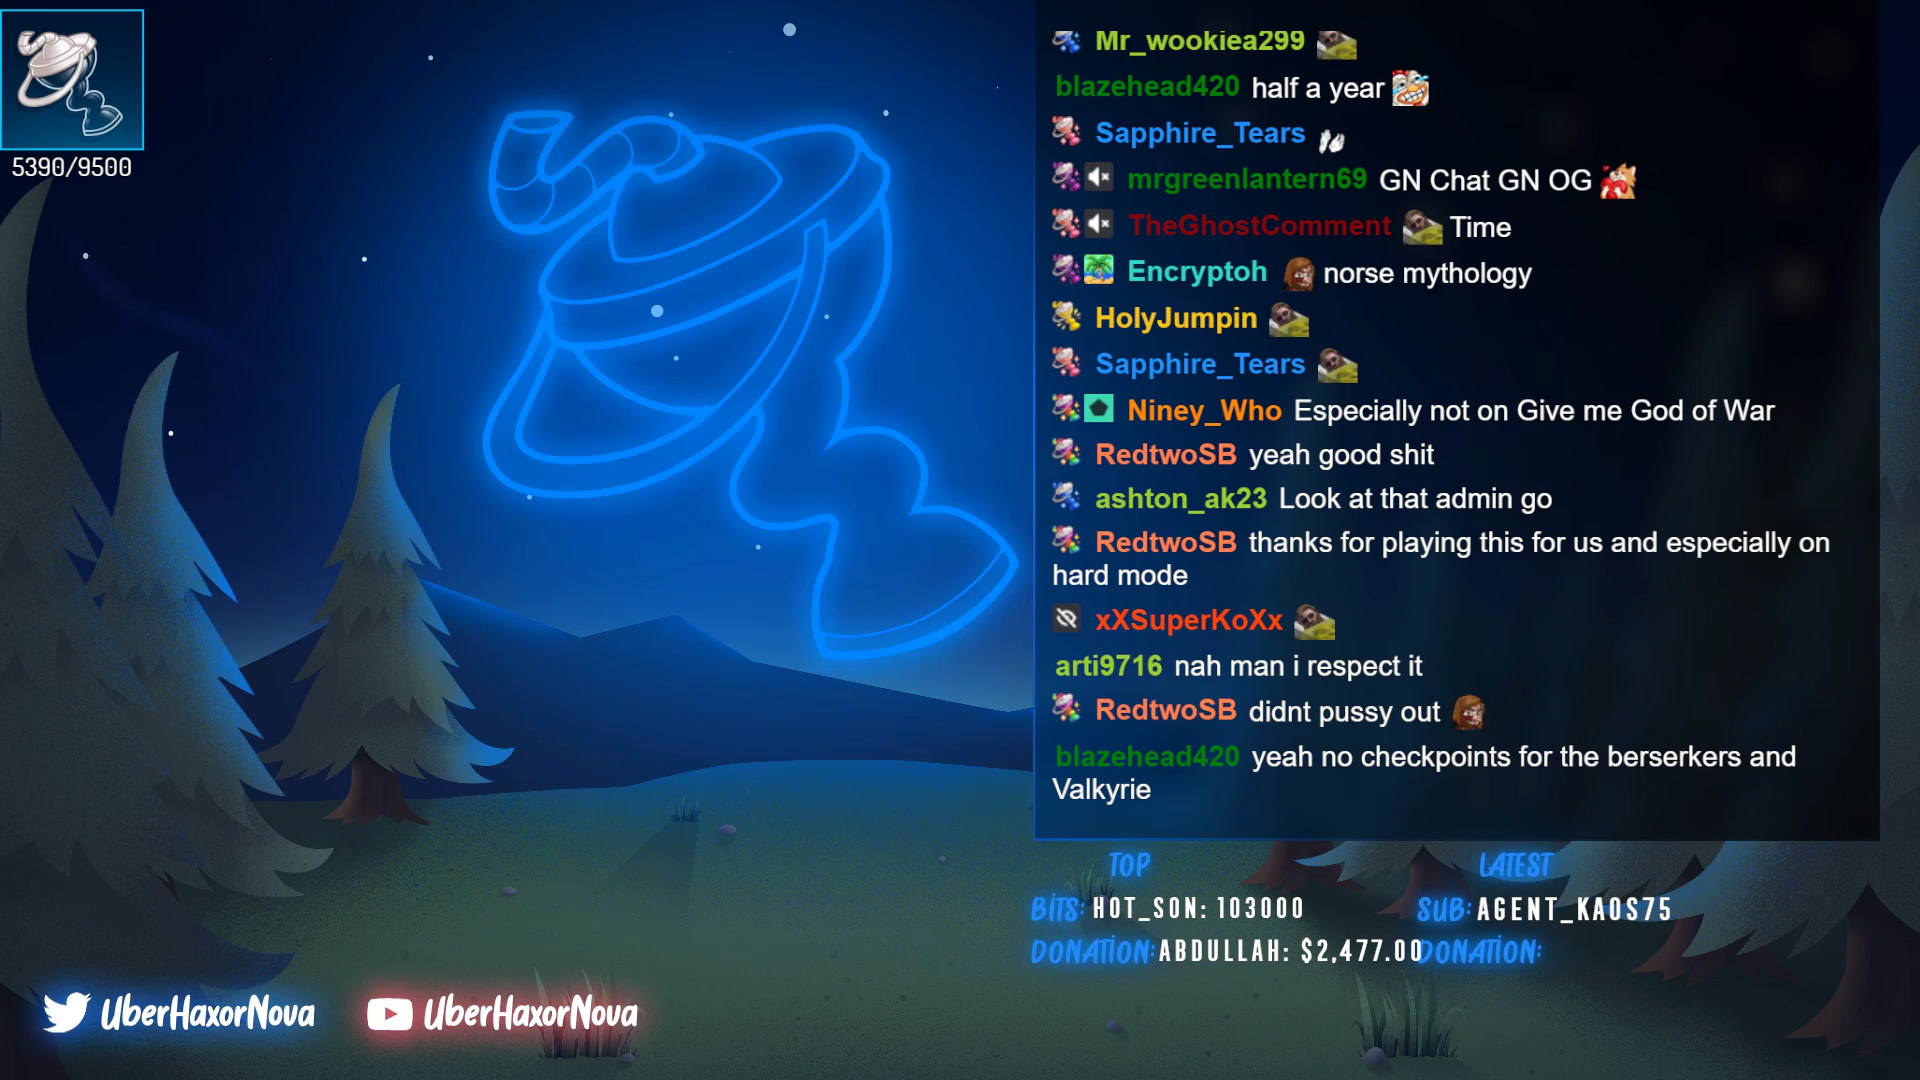 5390/9500
Mr_wookiea299
blazehead420 half a year
Sapphire_Tears
mrgreenlantern69 GN Chat GN OG
TheGhostComment Time
Encryptoh norse mythology
HolyJumpin
Sapphire_Tears
Niney_Who Especially not on Give me God of War
RedtwoSB yeah good shit
ashton_ak23 Look at that admin go
RedtwoSB thanks for playing this for us and especially on
hard mode
xXSuperKoXx
arti9716 nah man i respect it
RedtwoSB didnt pussy out
blazehead420 yeah no checkpoints for the berserkers and
Valkyrie
TOP
BITS: HOT_SON: 103000
DONATION: ABDULLAH: $2,477.00
LATEST
SUB: AGENT_KAOS75
DONATION:
UberHaxorNova
UberHaxorNova